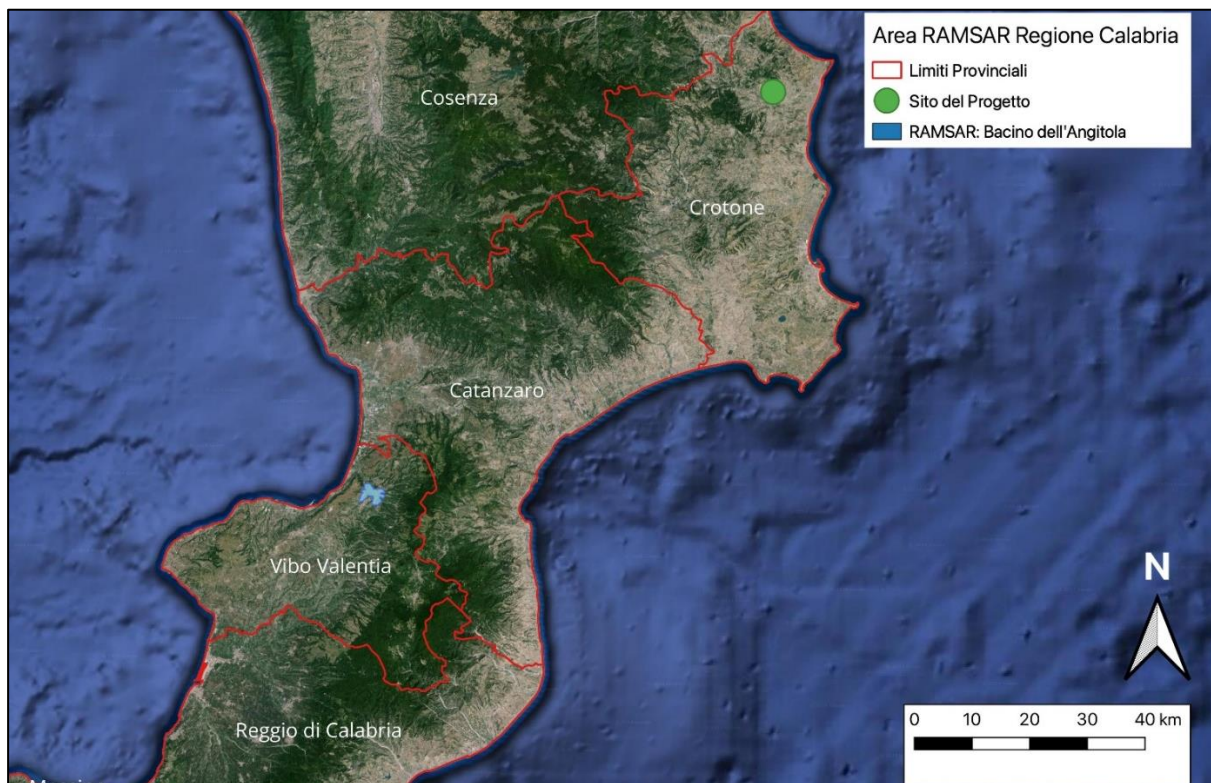 Area RAMSAR Regione Calabria
Limiti Provinciali
Sito del Progetto
RAMSAR: Bacino dell'Angitola
Cosenza
Crotone
Catanzaro
Vibo Valentia
Reggio di Calabria
N
0 10 20 30 40 km